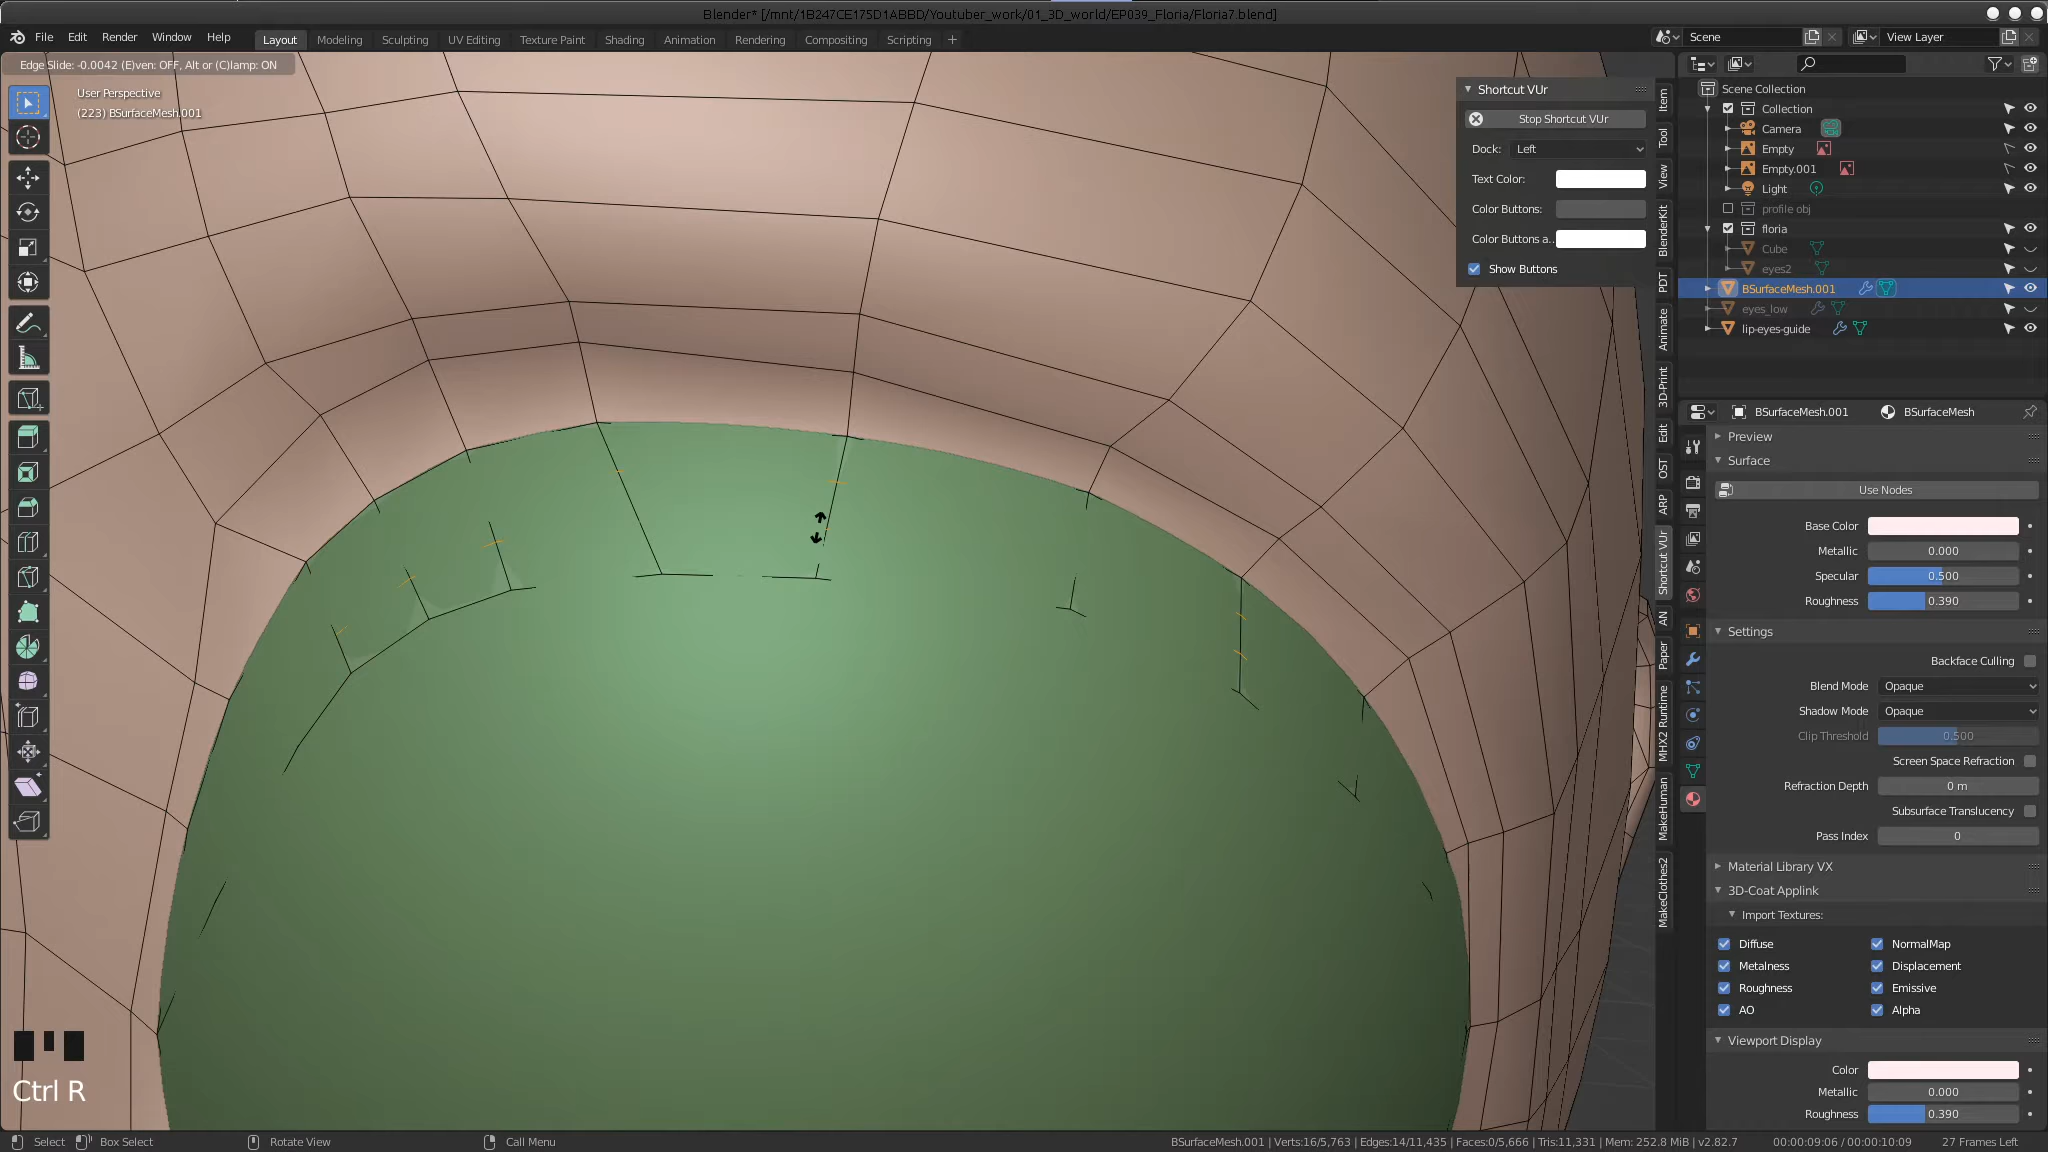 Blender* [/mnt/1B247CE175D1ABBD/Youtuber_work/01_3D_world/EP039_Floria/Floria7.blend]
File Edit Render Window Help Layout Modeling Sculpting UV Editing Texture Paint Shading Animation Rendering Compositing Scripting + Scene View Layer
Edge Slide: -0.0042 (E)ven: OFF, Alt or (C)lamp: ON
User Perspective
(223) BSurfaceMesh.001
Shortcut VUr
Stop Shortcut VUr
Dock: Left
Text Color:
Color Buttons:
Color Buttons a..
Show Buttons
Item
Tool
View
BlenderKit
PDT
Animate
3D-Print
Edit
OST
ARP
Shortcut VUr
AN
Paper
MHX2 Runtime
MakeHuman
MakeClothes2
Scene Collection
Collection
Camera
Empty
Empty.001
Light
profile obj
floria
Cube
eyes2
BSurfaceMesh.001
eyes_low
lip-eyes-guide
BSurfaceMesh.001 BSurfaceMesh
Preview
Surface
Use Nodes
Base Color
Metallic 0.000
Specular 0.500
Roughness 0.390
Settings
Backface Culling
Blend Mode Opaque
Shadow Mode Opaque
Clip Threshold 0.500
Screen Space Refraction
Refraction Depth 0 m
Subsurface Translucency
Pass Index 0
Material Library VX
3D-Coat Applink
Import Textures:
Diffuse NormalMap
Metalness Displacement
Roughness Emissive
AO Alpha
Viewport Display
Color
Metallic 0.000
Roughness 0.390
Ctrl R
Select Box Select Rotate View Call Menu BSurfaceMesh.001 | Verts:16/5,763 | Edges:14/11,435 | Faces:0/5,666 | Tris:11,331 | Mem: 252.8 MiB | v2.82.7 00:00:09:06 / 00:00:10:09 27 Frames Left